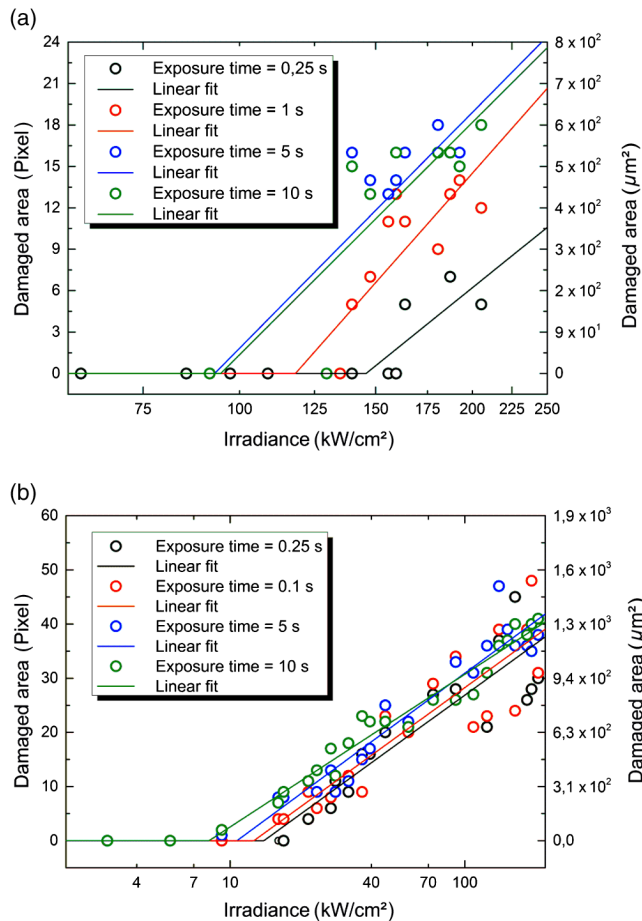 (a)
Exposure time = 0,25 s
Linear fit
Exposure time = 1 s
Linear fit
Exposure time = 5 s
Linear fit
Exposure time = 10 s
Linear fit
Damaged area (Pixel)
24
21
18
15
12
9
6
3
0
8 x 10²
7 x 10²
6 x 10²
5 x 10²
4 x 10²
3 x 10²
2 x 10²
9 x 10¹
0
Damaged area (µm²)
75 100 125 150 175 200 225 250
Irradiance (kW/cm²)
(b)
Exposure time = 0.25 s
Linear fit
Exposure time = 0.1 s
Linear fit
Exposure time = 5 s
Linear fit
Exposure time = 10 s
Linear fit
Damaged area (Pixel)
60
50
40
30
20
10
0
1,9 x 10³
1,6 x 10³
1,3 x 10³
9,4 x 10²
6,3 x 10²
3,1 x 10²
0,0
Damaged area (µm²)
4 7 10 40 70 100
Irradiance (kW/cm²)